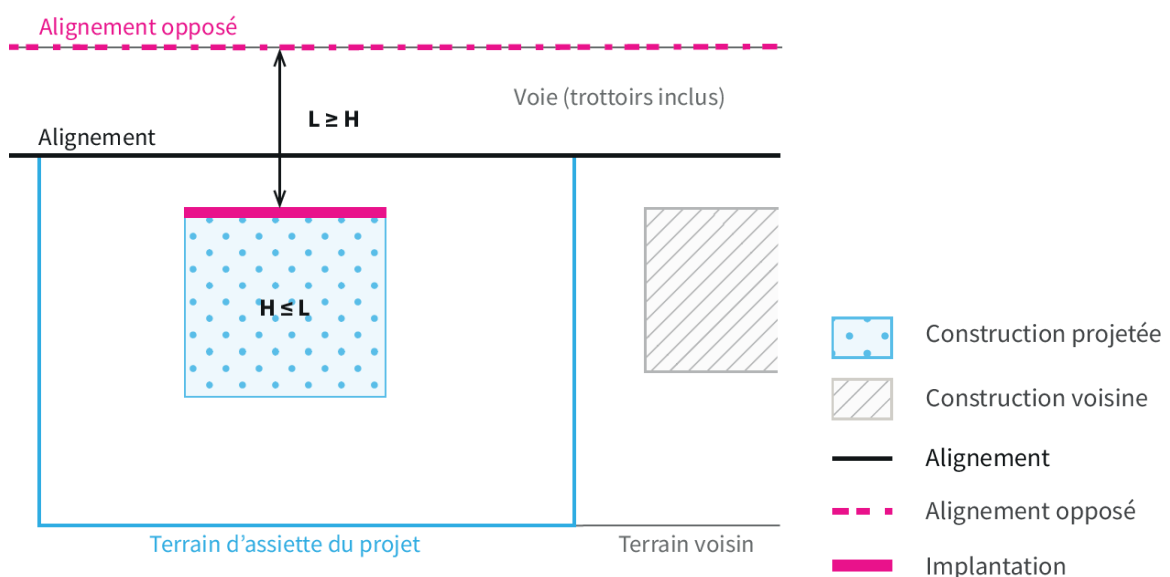 Alignement opposé
Voie (trottoirs inclus)
L ≥ H
Alignement
H ≤ L
Terrain d’assiette du projet
Terrain voisin
Construction projetée
Construction voisine
Alignement
Alignement opposé
Implantation